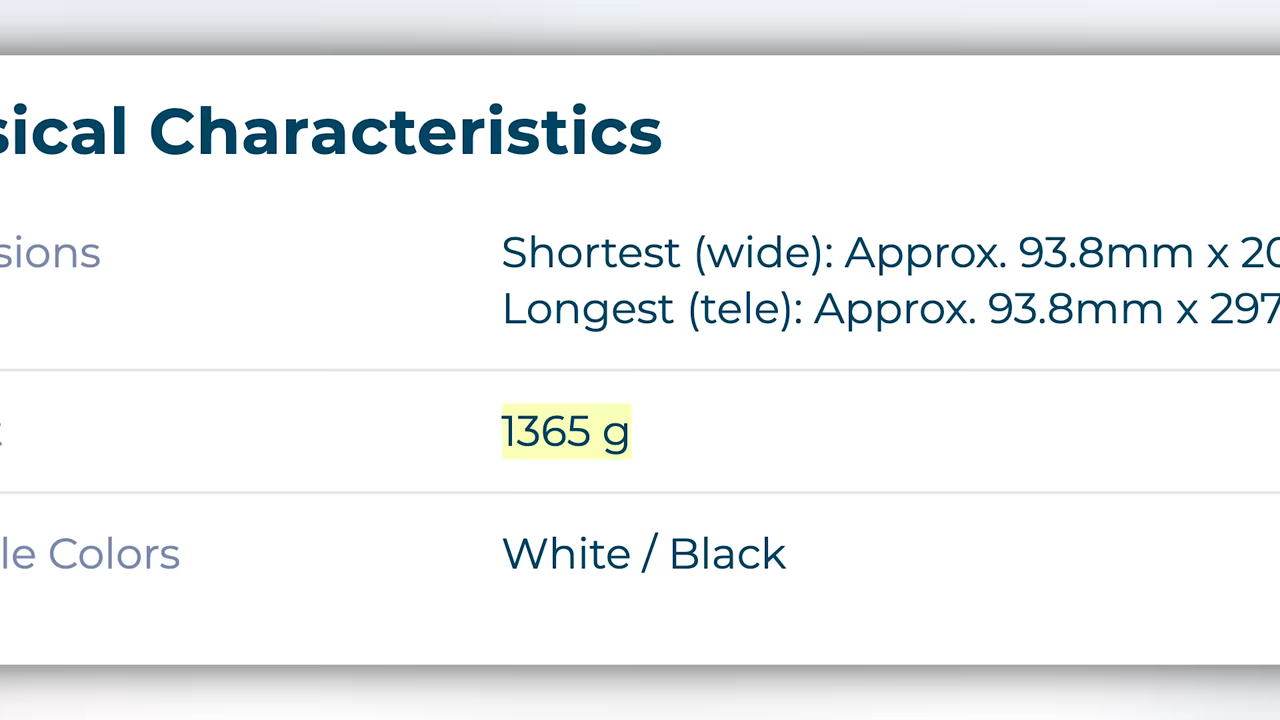 sical Characteristics
sions
Shortest (wide): Approx. 93.8mm x 20
Longest (tele): Approx. 93.8mm x 297
1365 g
le Colors
White / Black